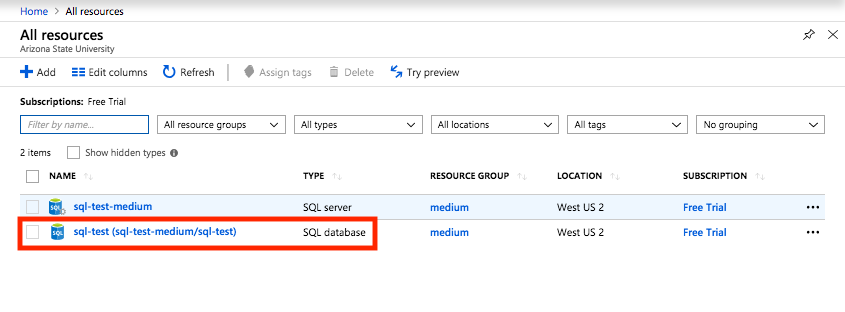 Home > All resources
All resources
Arizona State University
Add Edit columns Refresh Assign tags Delete Try preview
Subscriptions: Free Trial
Filter by name... All resource groups All types All locations All tags No grouping
2 items Show hidden types
NAME TYPE RESOURCE GROUP LOCATION SUBSCRIPTION
SQL sql-test-medium SQL server medium West US 2 Free Trial
SQL sql-test (sql-test-medium/sql-test) SQL database medium West US 2 Free Trial